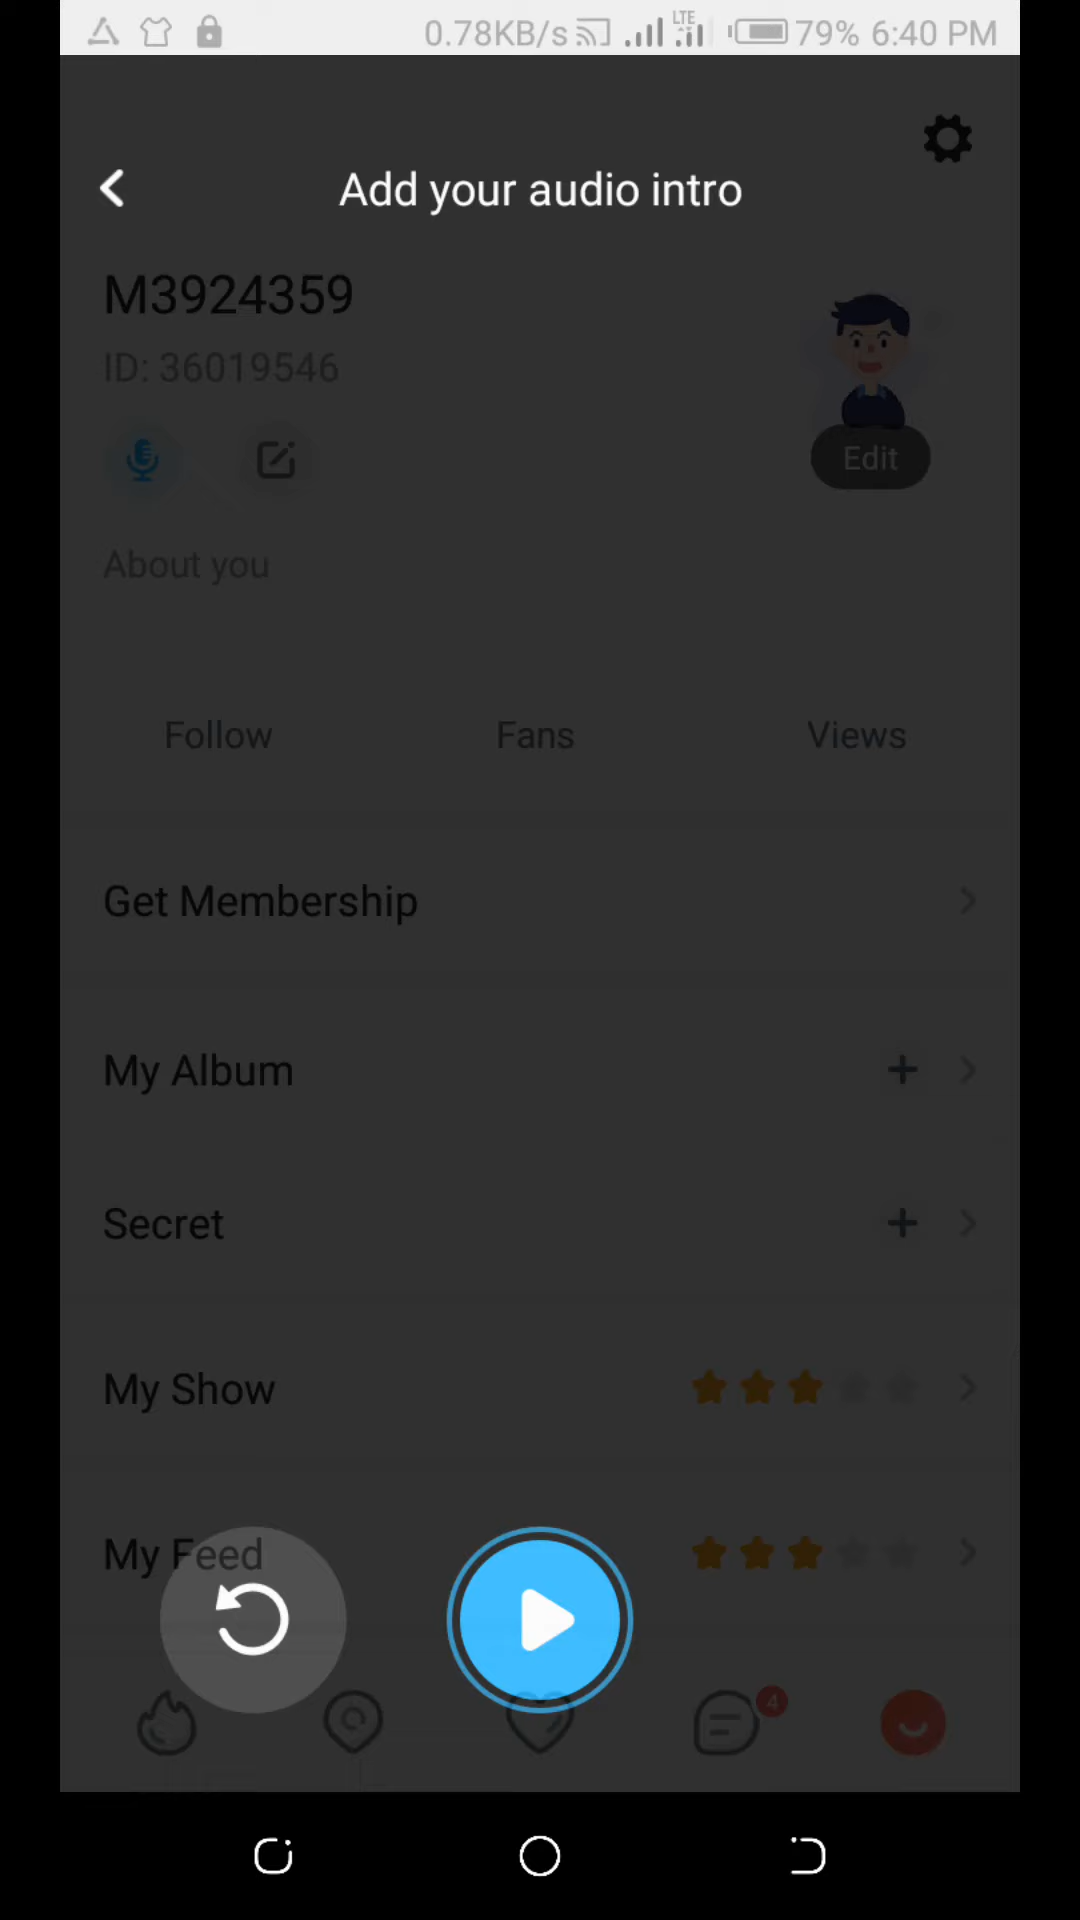 0.78KB/s LTE 79% 6:40 PM
Add your audio intro
M3924359
ID: 36019546
Edit
About you
Follow Fans Views
Get Membership
My Album
Secret
My Show
My Feed
4